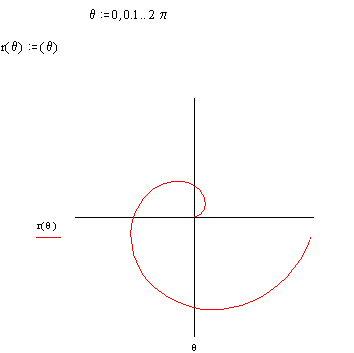 θ := 0, 0.1 .. 2 π
r(θ) := (θ)
r(θ)
θ